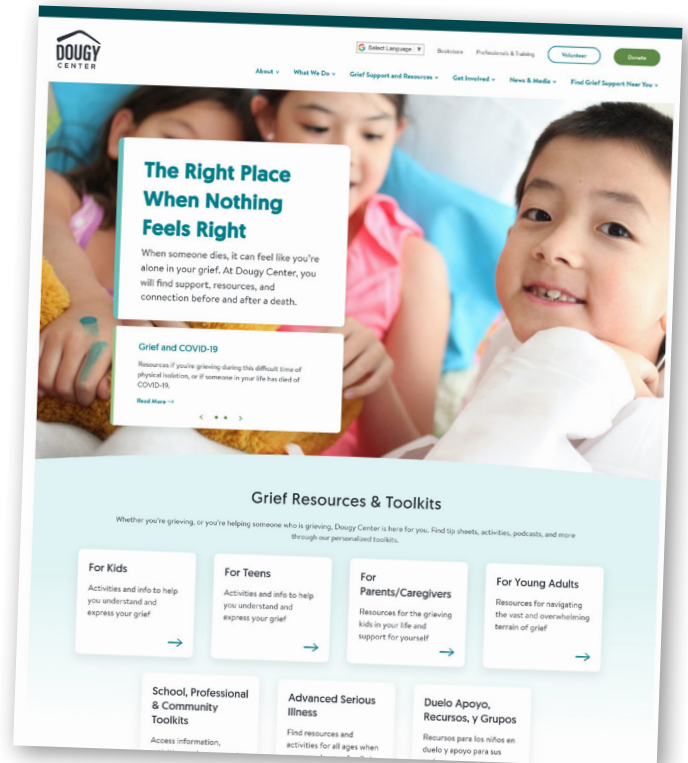 DOUGY
CENTER
Select Language
Bookstore
Professionals & Training
Volunteer
Donate
About
What We Do
Grief Support and Resources
Get Involved
News & Media
Find Grief Support Near You
The Right Place
When Nothing
Feels Right
When someone dies, it can feel like you're
alone in your grief. At Dougy Center, you
will find support, resources, and
connection before and after a death.
Grief and COVID-19
Resources if you're grieving during this difficult time of
physical isolation, or if someone in your life has died of
COVID-19.
Read More →
Grief Resources & Toolkits
Whether you're grieving, or you're helping someone who is grieving, Dougy Center is here for you. Find tip sheets, activities, podcasts, and more
through our personalized toolkits.
For Kids
Activities and info to help
you understand and
express your grief
For Teens
Activities and info to help
you understand and
express your grief
For
Parents/Caregivers
Resources for the grieving
kids in your life and
support for yourself
For Young Adults
Resources for navigating
the vast and overwhelming
terrain of grief
School, Professional
& Community
Toolkits
Access information,
Advanced Serious
Illness
Find resources and
activities for all ages when
Duelo Apoyo,
Recursos, y Grupos
Recursos para los niños en
duelo y apoyo para sus